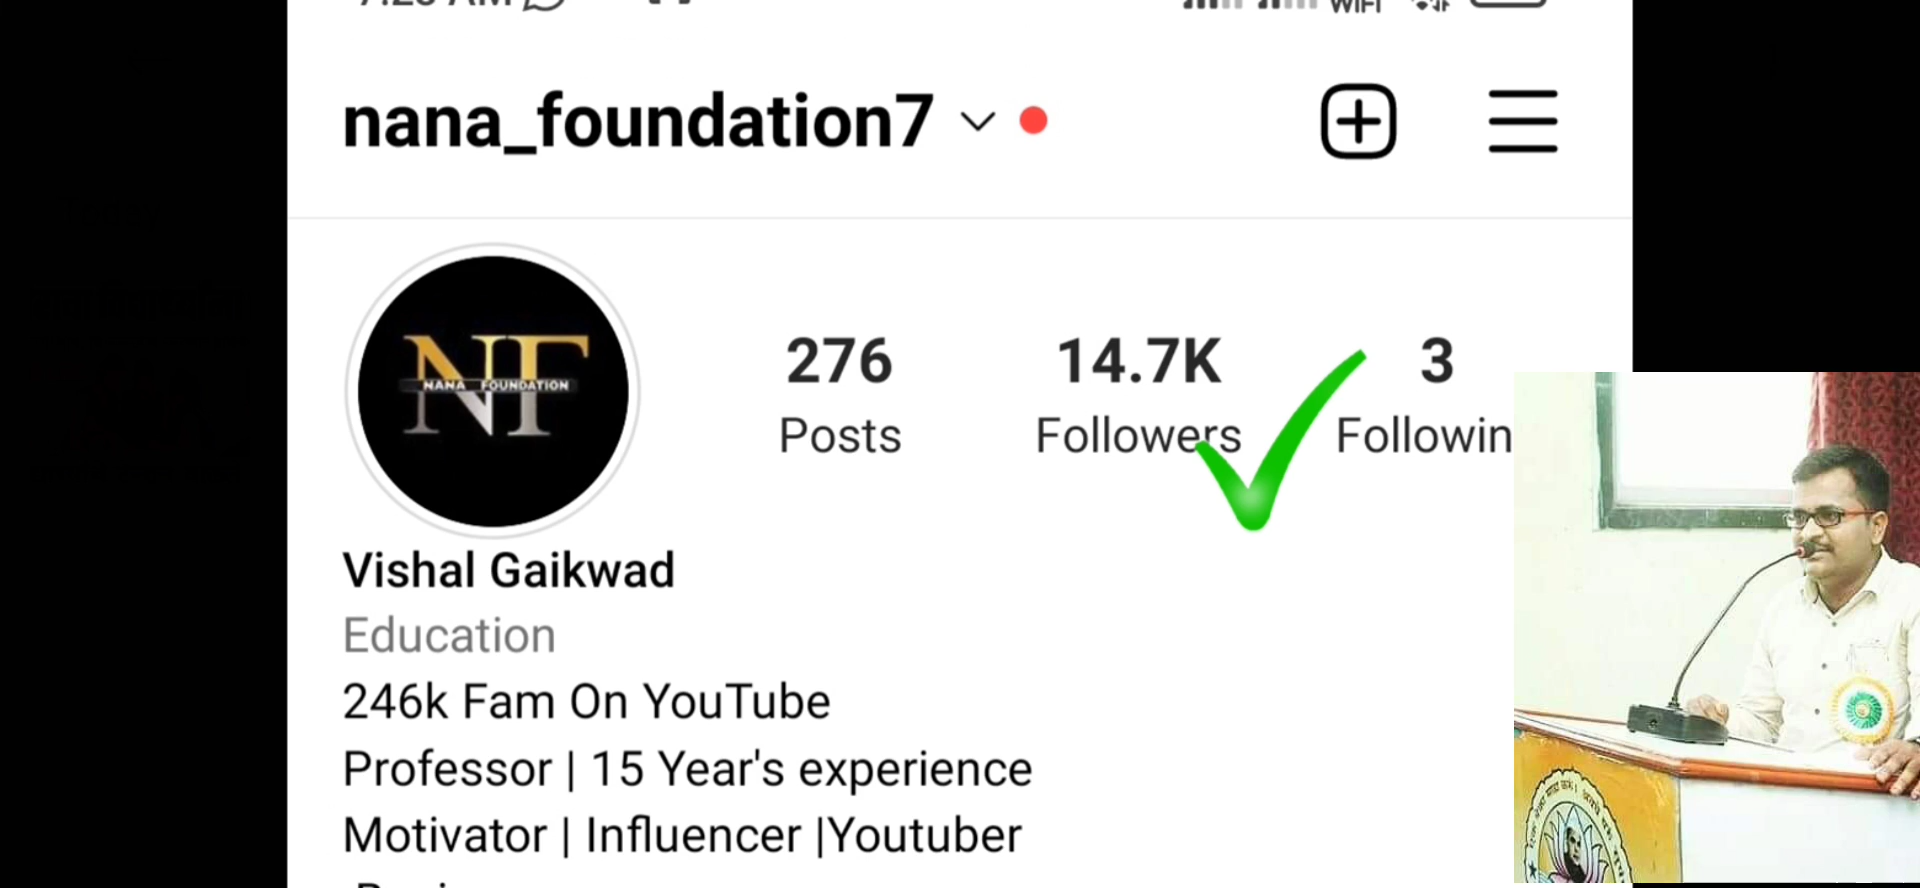 nana_foundation7
NANA FOUNDATION
276
Posts
14.7K
Followers
3
Followin
Vishal Gaikwad
Education
246k Fam On YouTube
Professor | 15 Year's experience
Motivator | Influencer |Youtuber